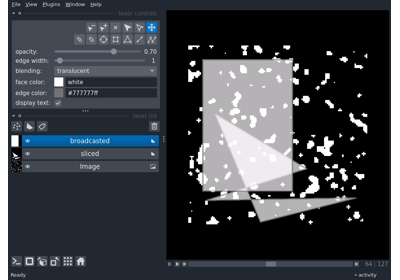 File View Plugins Window Help
layer controls
opacity: 0.70
edge width: 1
blending: translucent
face color: white
edge color: #777777ff
display text:
layer list
broadcasted
sliced
Image
64 127
Ready activity